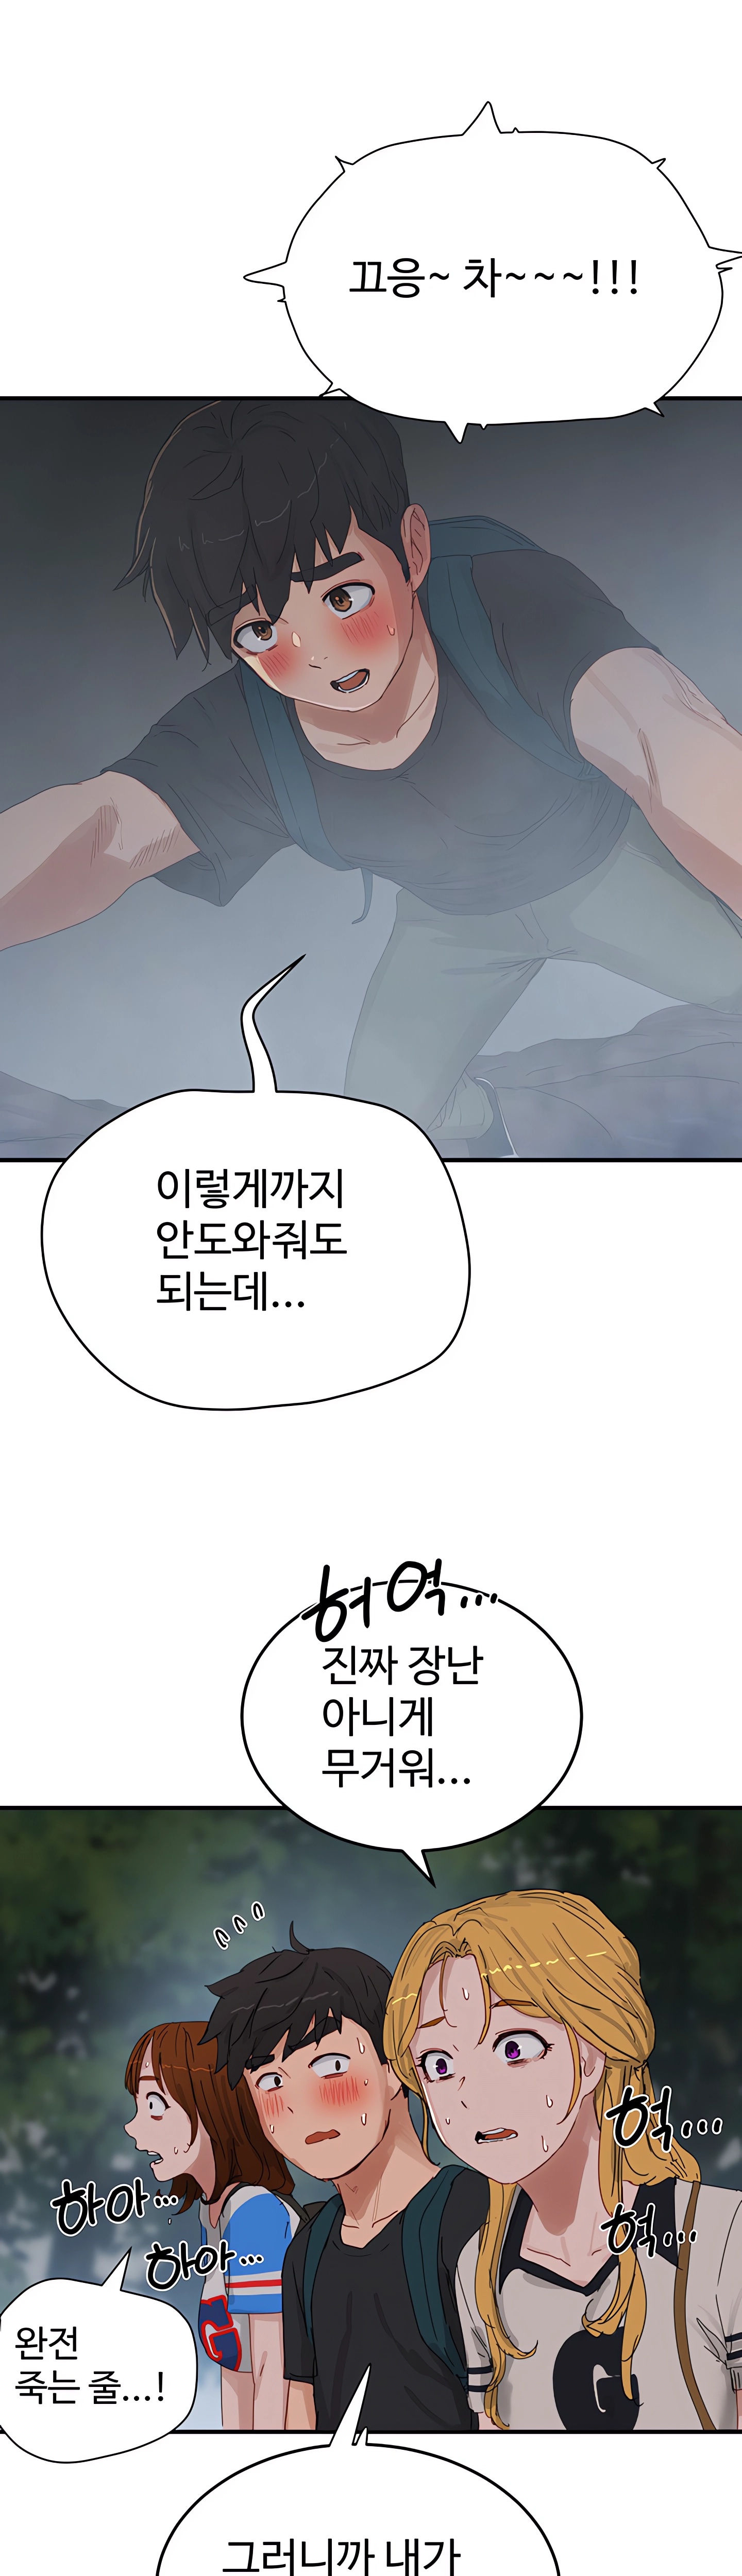 끄응~ 차~~~!!!
이렇게까지
안도와줘도
되는데...
허억...
진짜 장난
아니게
무거워...
헉...
하아...
헉...
하아...
완전
죽는 줄...!
G
C
그러니까 내가